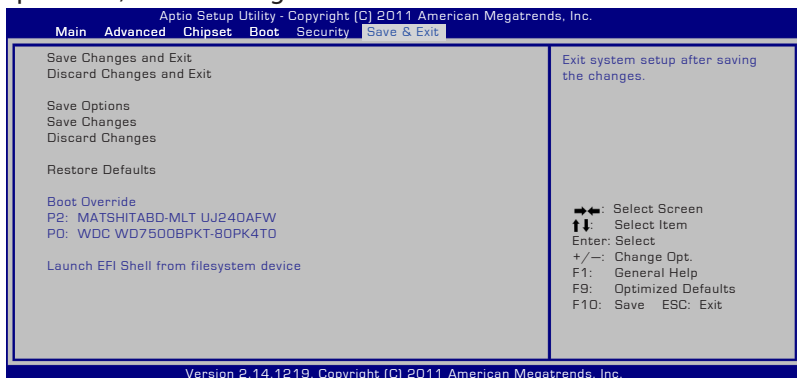 Aptio Setup Utility - Copyright (C) 2011 American Megatrends, Inc.
Main Advanced Chipset Boot Security Save & Exit
Save Changes and Exit
Discard Changes and Exit
Save Options
Save Changes
Discard Changes
Restore Defaults
Boot Override
P2: MATSHITABD-MLT UJ240AFW
P0: WDC WD7500BPKT-80PK4T0
Launch EFI Shell from filesystem device
Exit system setup after saving
the changes.
→←: Select Screen
↑↓: Select Item
Enter: Select
+/—: Change Opt.
F1: General Help
F9: Optimized Defaults
F10: Save ESC: Exit
Version 2.14.1219. Copyright (C) 2011 American Megatrends, Inc.